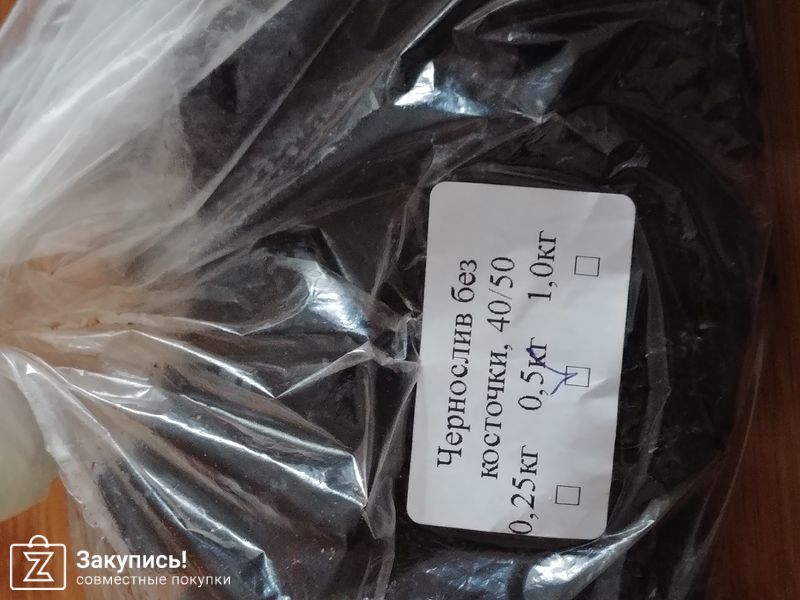 Чернослив без
косточки, 40/50
0,25кг 0,5кг 1,0кг
Закупись!
совместные покупки